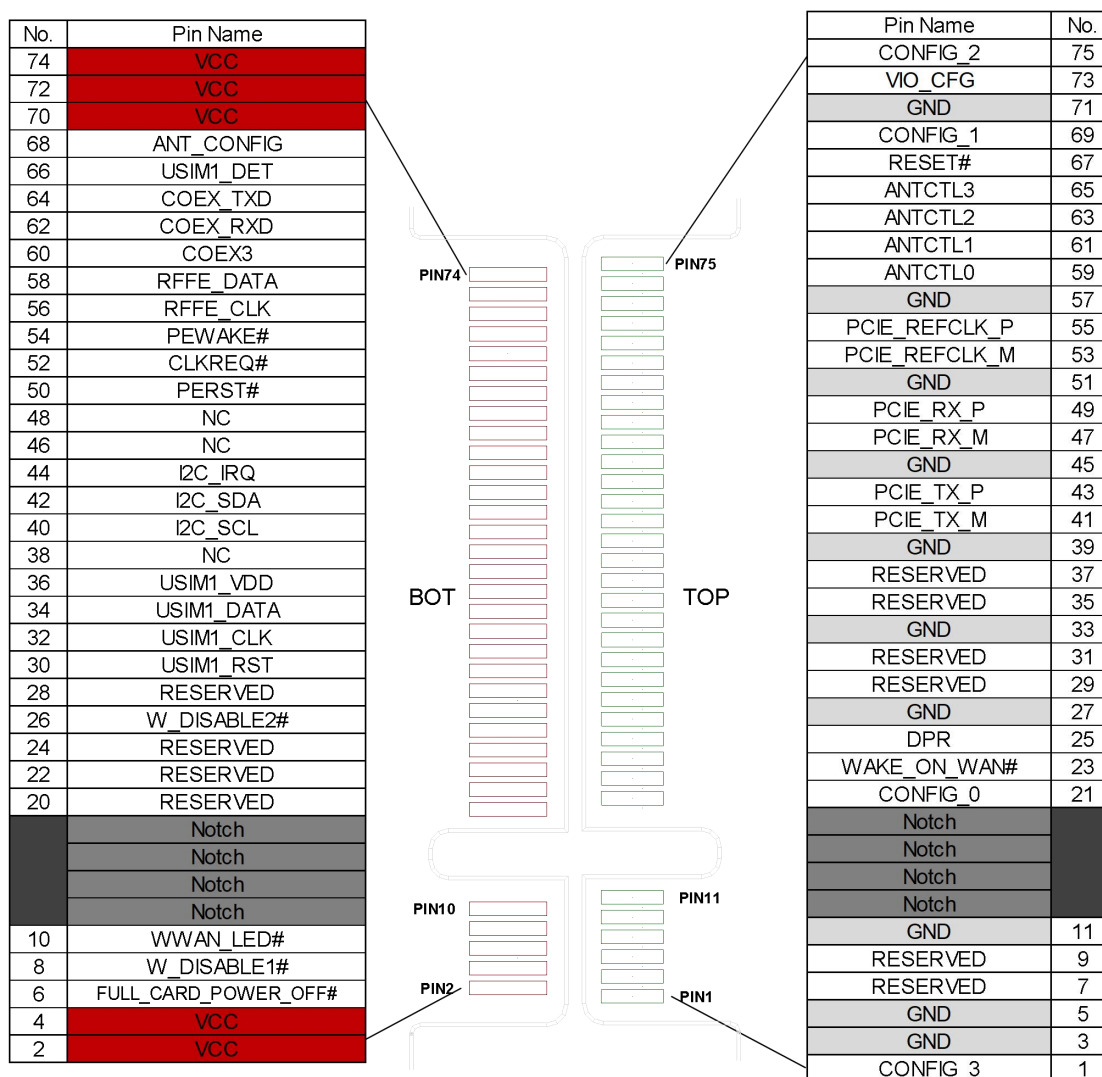 No. Pin Name
74 VCC
72 VCC
70 VCC
68 ANT_CONFIG
66 USIM1_DET
64 COEX_TXD
62 COEX_RXD
60 COEX3
58 RFFE_DATA
56 RFFE_CLK
54 PEWAKE#
52 CLKREQ#
50 PERST#
48 NC
46 NC
44 I2C_IRQ
42 I2C_SDA
40 I2C_SCL
38 NC
36 USIM1_VDD
34 USIM1_DATA
32 USIM1_CLK
30 USIM1_RST
28 RESERVED
26 W_DISABLE2#
24 RESERVED
22 RESERVED
20 RESERVED
Notch
Notch
Notch
Notch
10 WWAN_LED#
8 W_DISABLE1#
6 FULL_CARD_POWER_OFF#
4 VCC
2 VCC
PIN74
PIN75
BOT
TOP
PIN10
PIN11
PIN2
PIN1
Pin Name No.
CONFIG_2 75
VIO_CFG 73
GND 71
CONFIG_1 69
RESET# 67
ANTCTL3 65
ANTCTL2 63
ANTCTL1 61
ANTCTL0 59
GND 57
PCIE_REFCLK_P 55
PCIE_REFCLK_M 53
GND 51
PCIE_RX_P 49
PCIE_RX_M 47
GND 45
PCIE_TX_P 43
PCIE_TX_M 41
GND 39
RESERVED 37
RESERVED 35
GND 33
RESERVED 31
RESERVED 29
GND 27
DPR 25
WAKE_ON_WAN# 23
CONFIG_0 21
Notch
Notch
Notch
Notch
GND 11
RESERVED 9
RESERVED 7
GND 5
GND 3
CONFIG_3 1